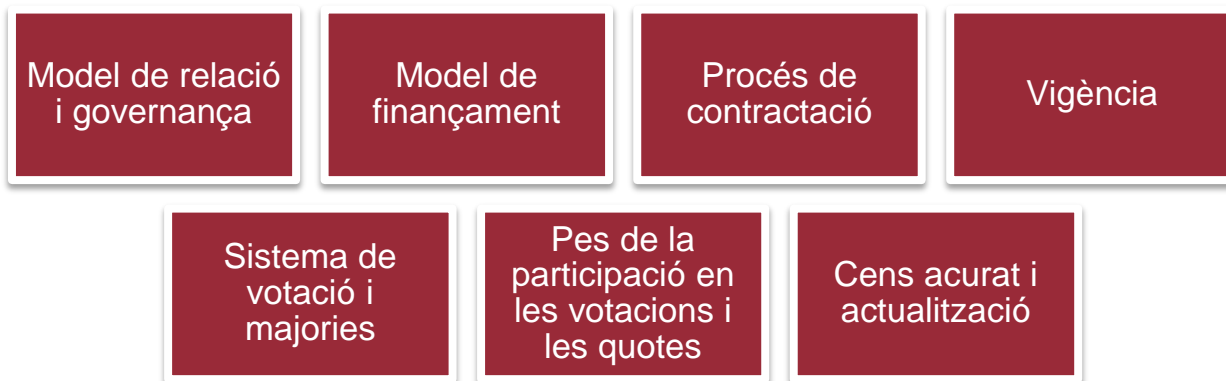 Model de relació
i governança
Model de
finançament
Procés de
contractació
Vigència
Sistema de
votació i
majories
Pes de la
participació en
les votacions i
les quotes
Cens acurat i
actualització